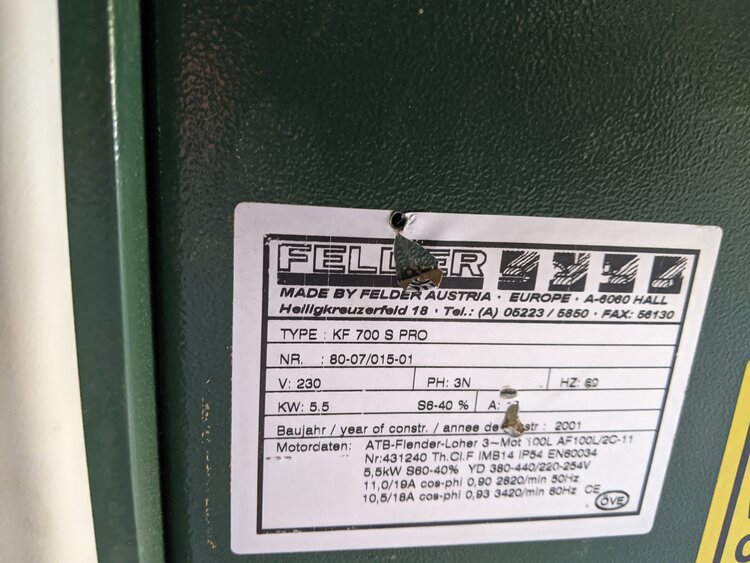 FELDER
MADE BY FELDER AUSTRIA · EUROPE · A-6060 HALL
Heiligkreuzerfeld 18 · Tel.: (A) 05223 / 5850 · FAX: 56130
TYPE : KF 700 S PRO
NR. : 80-07/015-01
V: 230 PH: 3N HZ: 60
KW: 5.5 S6-40 % A:
Baujahr / year of constr. / annee de str : 2001
Motordaten: ATB-Flender-Loher 3~Mot 100L AF100L/2C-11
Nr:431240 Th.Cl.F IMB14 IP54 EN60034
5,5kW S60-40% YD 380-440/220-254V
11,0/19A cos-phi 0,90 2820/min 50Hz
10,5/18A cos-phi 0,93 3420/min 60Hz CE
ÖVE